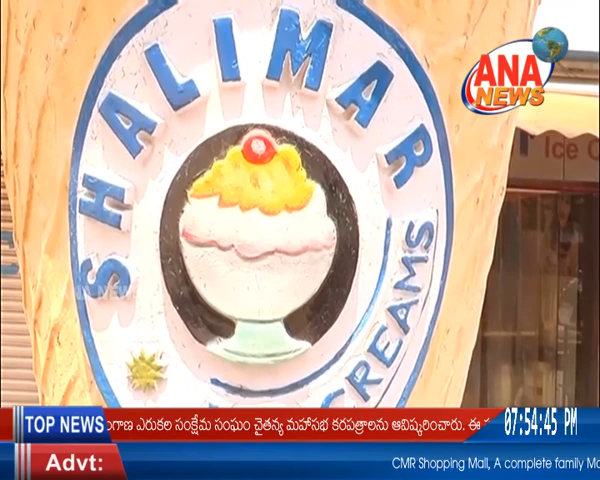 SHALIMAR
CREAMS
ANA
NEWS
Ice
TOP NEWS
ఎరుకల సంక్షేమ సంఘం చైతన్య మహాసభ కరపత్రాలను ఆవిష్కరించారు. ఈ
07:54:45 PM
Advt:
CMR Shopping Mall, A complete family